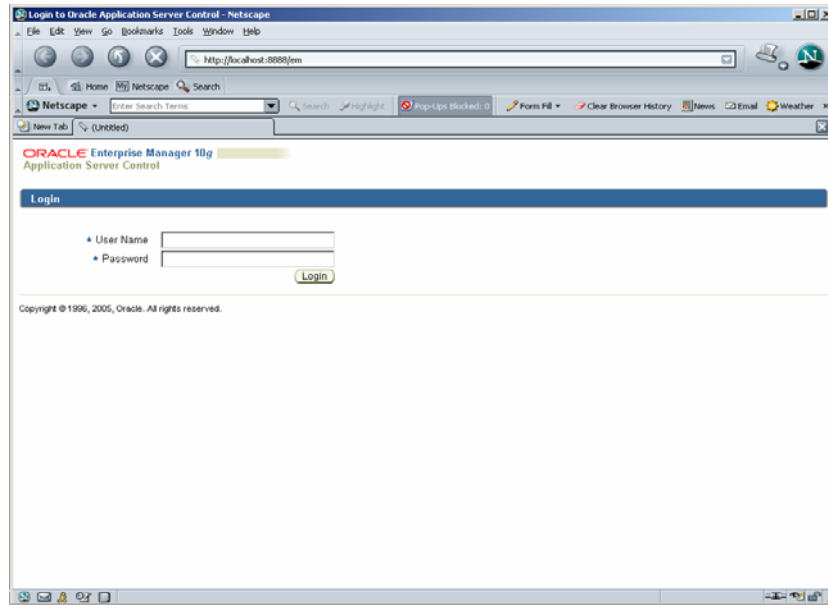 Login to Oracle Application Server Control - Netscape
File Edit View Go Bookmarks Tools Window Help
http://localhost:8888/em
Home Netscape Search
Netscape Enter Search Terms Search Highlight Pop-Ups Blocked: 0 Form Fill Clear Browser History News Email Weather
New Tab (Untitled)
ORACLE Enterprise Manager 10g
Application Server Control
Login
* User Name
* Password
Login
Copyright © 1996, 2005, Oracle. All rights reserved.